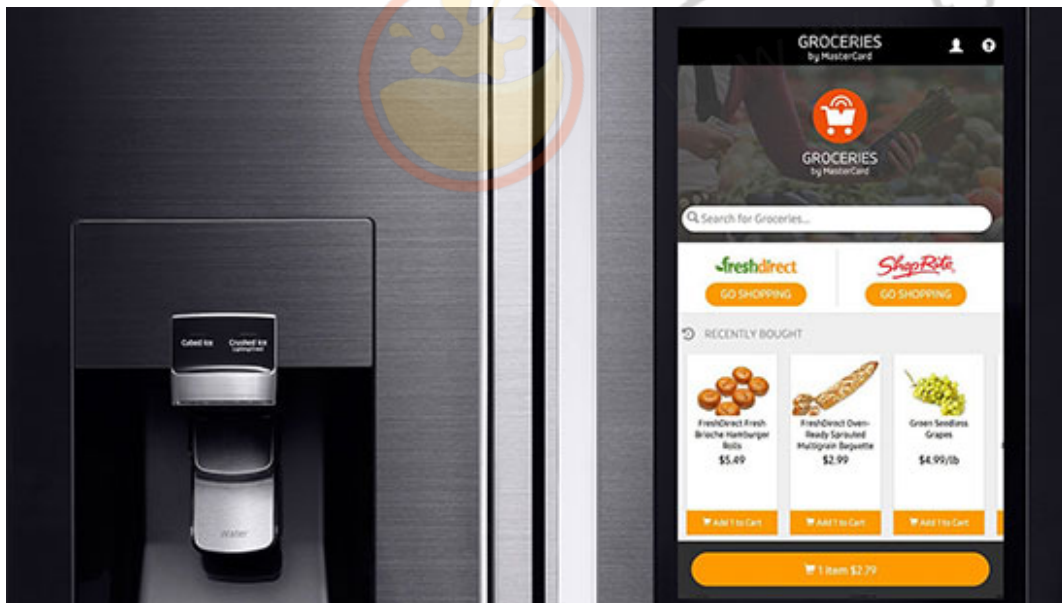 GROCERIES
by MasterCard
GROCERIES
by MasterCard
Search for Groceries...
freshdirect
ShopRite
GO SHOPPING
GO SHOPPING
RECENTLY BOUGHT
FreshDirect Fresh
Brioche Hamburger
Rolls
$5.49
FreshDirect Oven-
Ready Sprouted
Multigrain Baguette
$2.99
Green Seedless
Grapes
$4.99/lb
Add 1 to Cart
Add 1 to Cart
Add 1 to Cart
1 item $2.79
Cubed Ice
Crushed Ice
Water